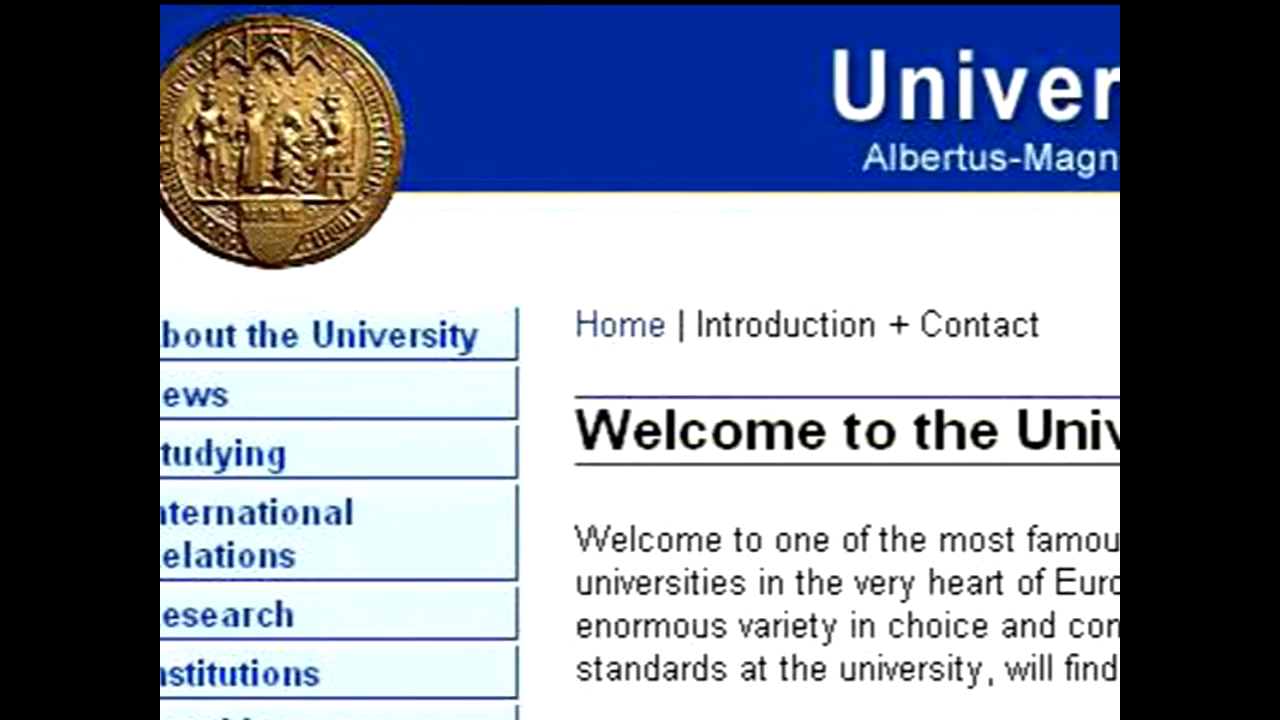 Univer
Albertus-Magn
bout the University
ews
tudying
nternational
elations
esearch
nstitutions
Home | Introduction + Contact
Welcome to the Univ
Welcome to one of the most famou
universities in the very heart of Euro
enormous variety in choice and con
standards at the university, will find